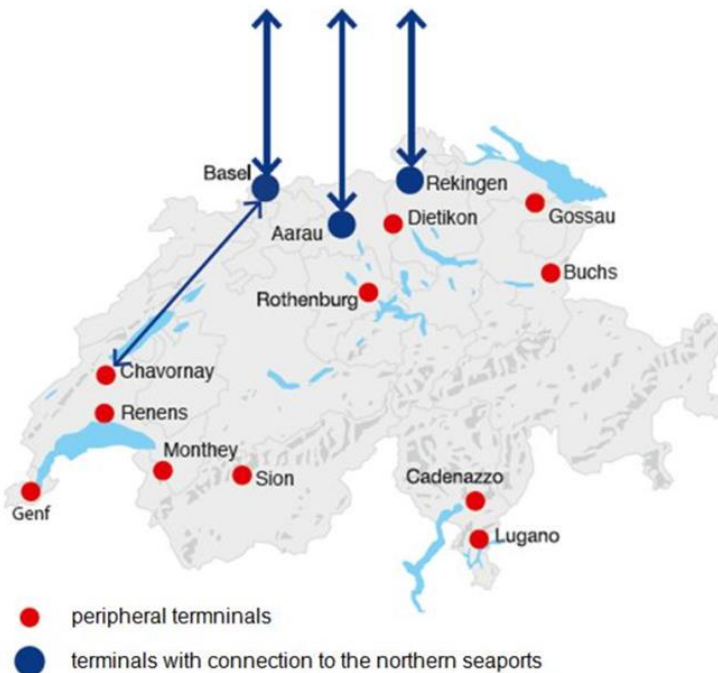 Basel
Rekingen
Aarau
Dietikon
Gossau
Buchs
Rothenburg
Chavornay
Renens
Monthey
Sion
Cadenazzo
Genf
Lugano
peripheral termninals
terminals with connection to the northern seaports